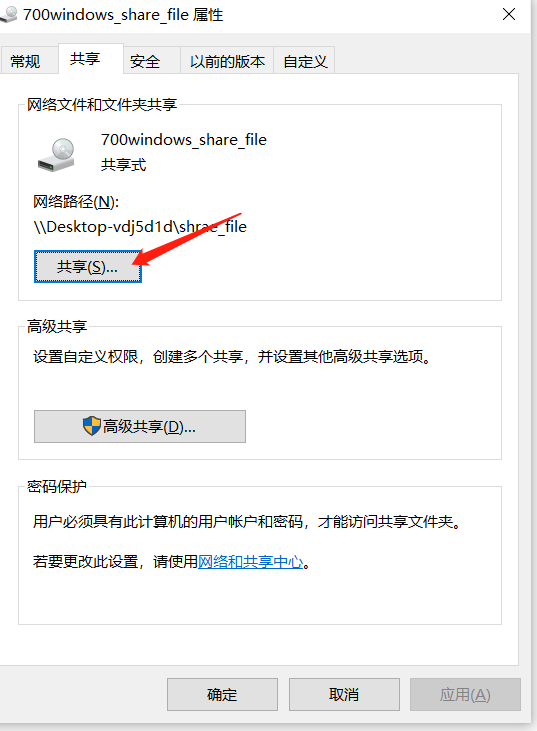 700windows_share_file 属性
常规 共享 安全 以前的版本 自定义
网络文件和文件夹共享
700windows_share_file
共享式
网络路径(N):
\\Desktop-vdj5d1d\shrae_file
共享(S)...
高级共享
设置自定义权限，创建多个共享，并设置其他高级共享选项。
高级共享(D)...
密码保护
用户必须具有此计算机的用户帐户和密码，才能访问共享文件夹。
若要更改此设置，请使用网络和共享中心。
确定 取消 应用(A)